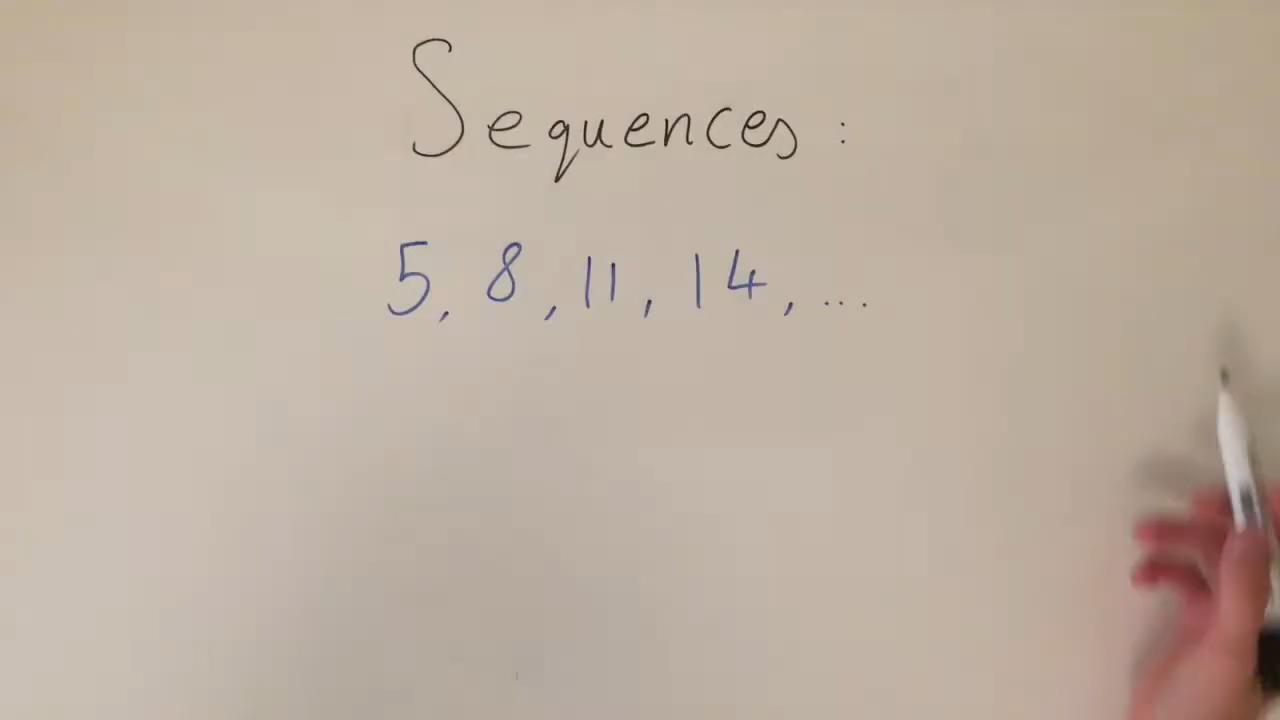 Sequences:
5, 8, 11, 14, ...